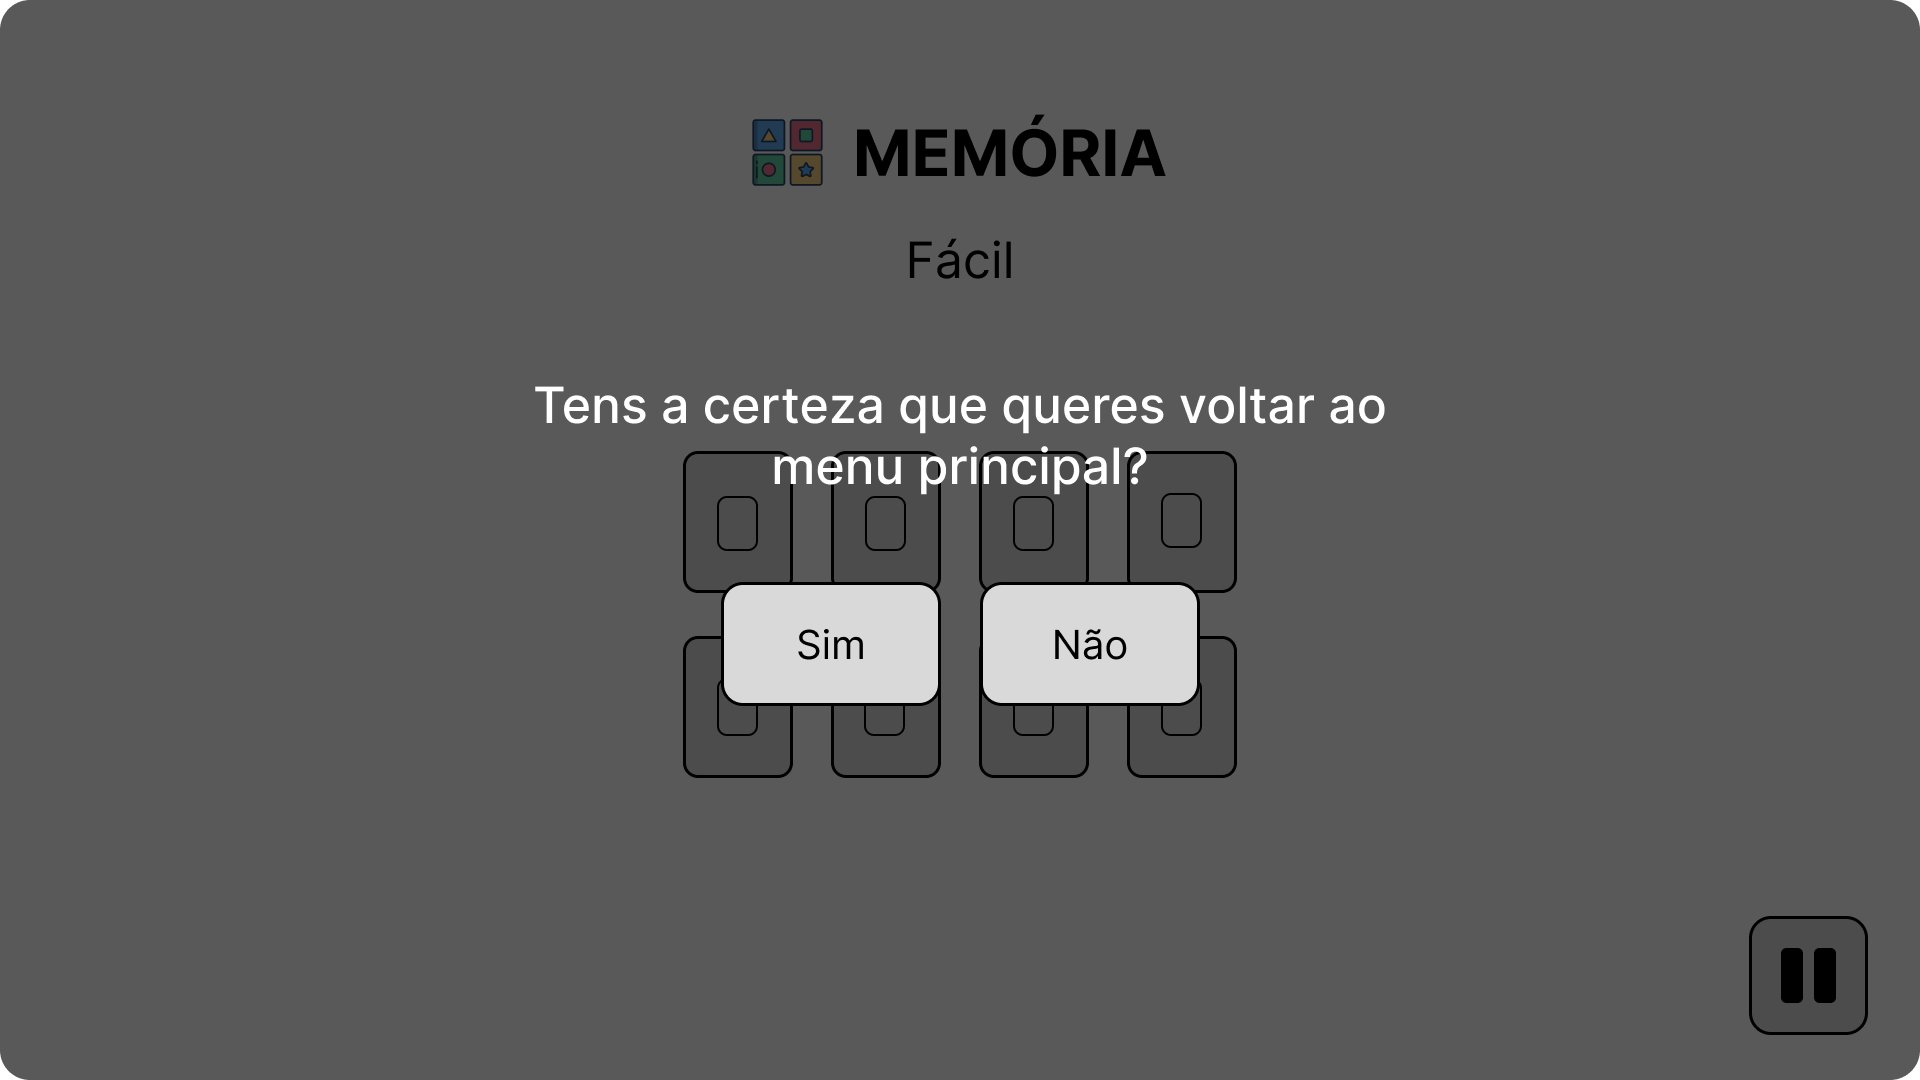 MEMÓRIA
Fácil
Tens a certeza que queres voltar ao
menu principal?
Sim
Não